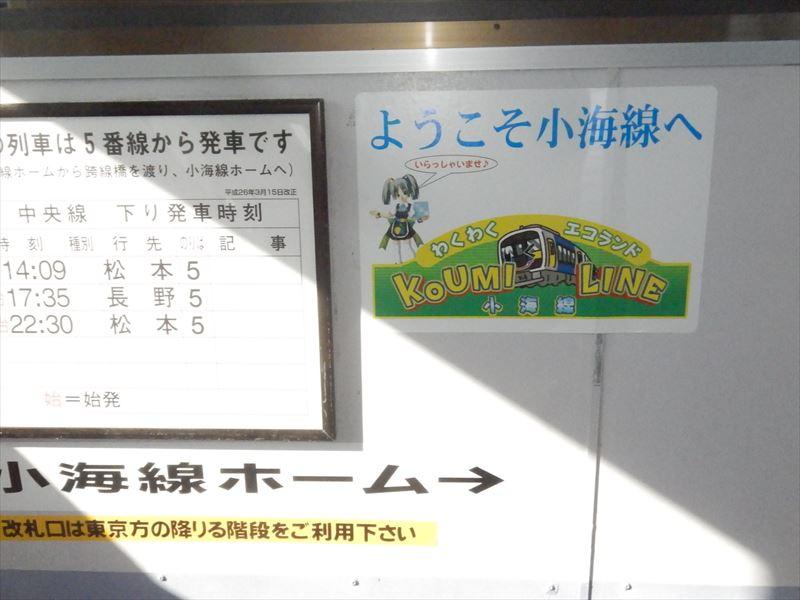 の列車は５番線から発車です
線ホームから跨線橋を渡り、小海線ホームへ)
平成26年3月15日改正
中央線 下り発車時刻
時刻 種別 行先 のりば 記事
14:09 松本 5
17:35 長野 5
22:30 松本 5
始＝始発
ようこそ小海線へ
いらっしゃいませ♪
わくわく エコランド
KOUMI LINE
小海線
小海線ホーム→
改札口は東京方の降りる階段をご利用下さい